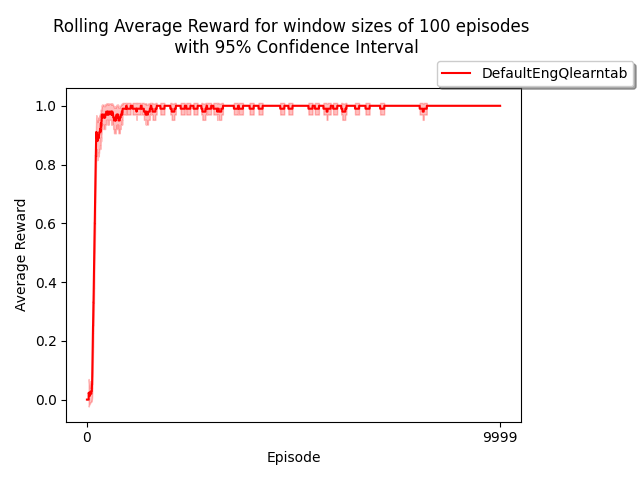 Rolling Average Reward for window sizes of 100 episodes
with 95% Confidence Interval
DefaultEngQlearntab
1.0
0.8
0.6
0.4
0.2
0.0
Average Reward
0
9999
Episode